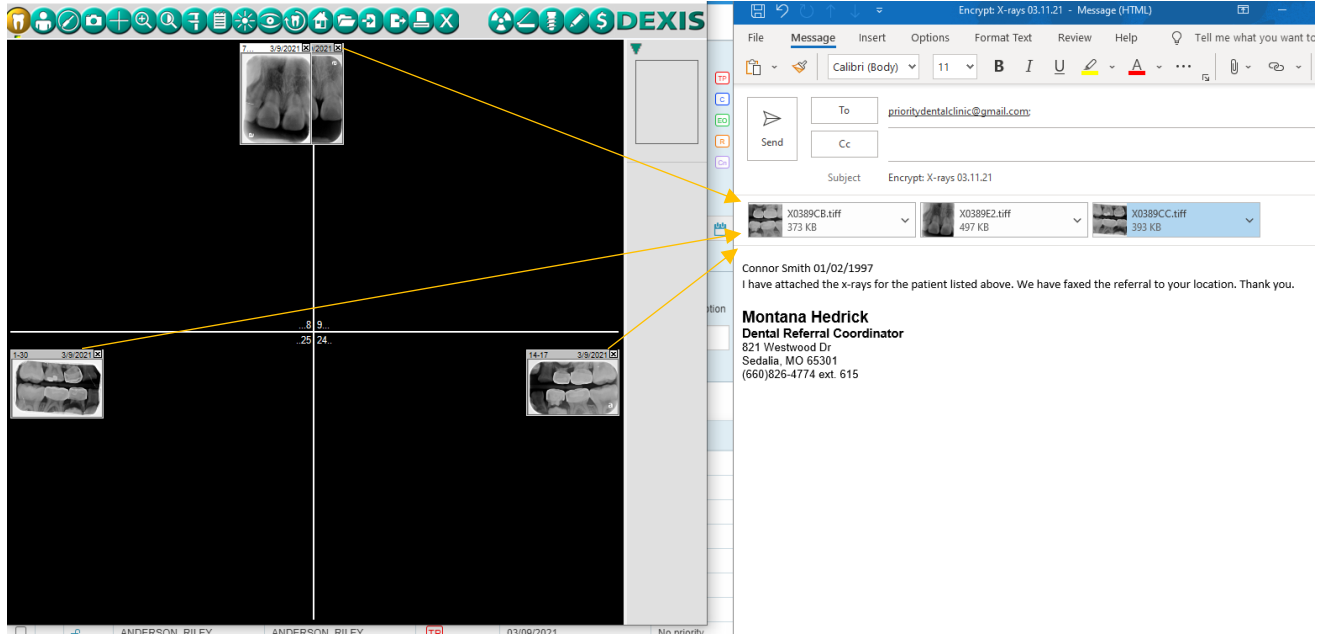 DEXIS
7... 3/9/2021 /2021
...8 9...
..25 24..
1-30 3/9/2021
14-17 3/9/2021
ANDERSON, RILEY ANDERSON, RILEY TP 03/09/2021 No priority
TP
C
EO
R
Cn
Encrypt: X-rays 03.11.21 - Message (HTML)
File Message Insert Options Format Text Review Help Tell me what you want to
Calibri (Body) 11 B I U A
Send
To prioritydentalclinic@gmail.com;
Cc
Subject Encrypt: X-rays 03.11.21
X0389CB.tiff
373 KB
X0389E2.tiff
497 KB
X0389CC.tiff
393 KB
Connor Smith 01/02/1997
I have attached the x-rays for the patient listed above. We have faxed the referral to your location. Thank you.
Montana Hedrick
Dental Referral Coordinator
821 Westwood Dr
Sedalia, MO 65301
(660)826-4774 ext. 615